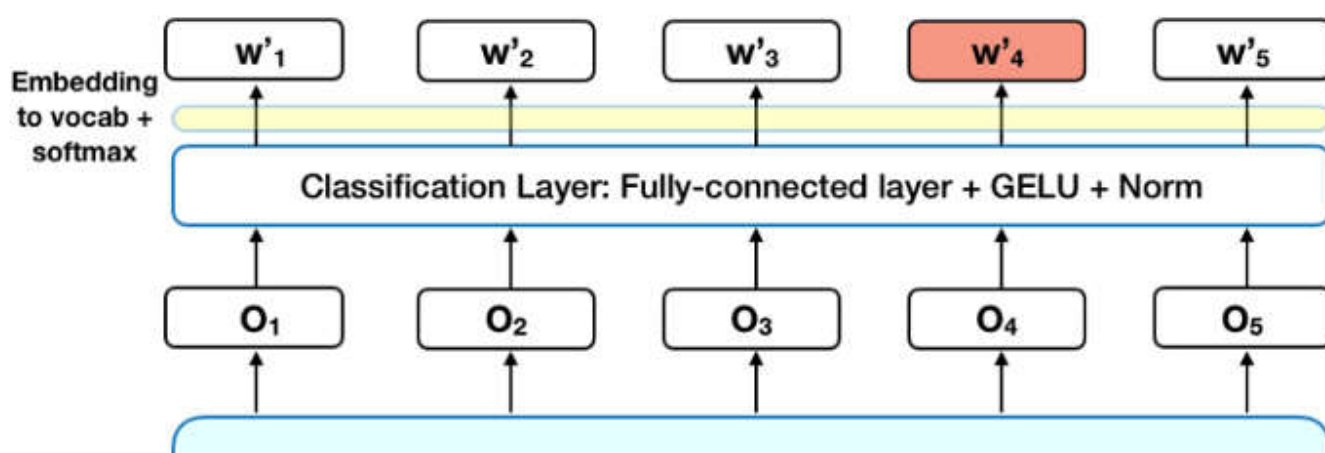 w'1 w'2 w'3 w'4 w'5
Embedding
to vocab +
softmax
Classification Layer: Fully-connected layer + GELU + Norm
O1 O2 O3 O4 O5